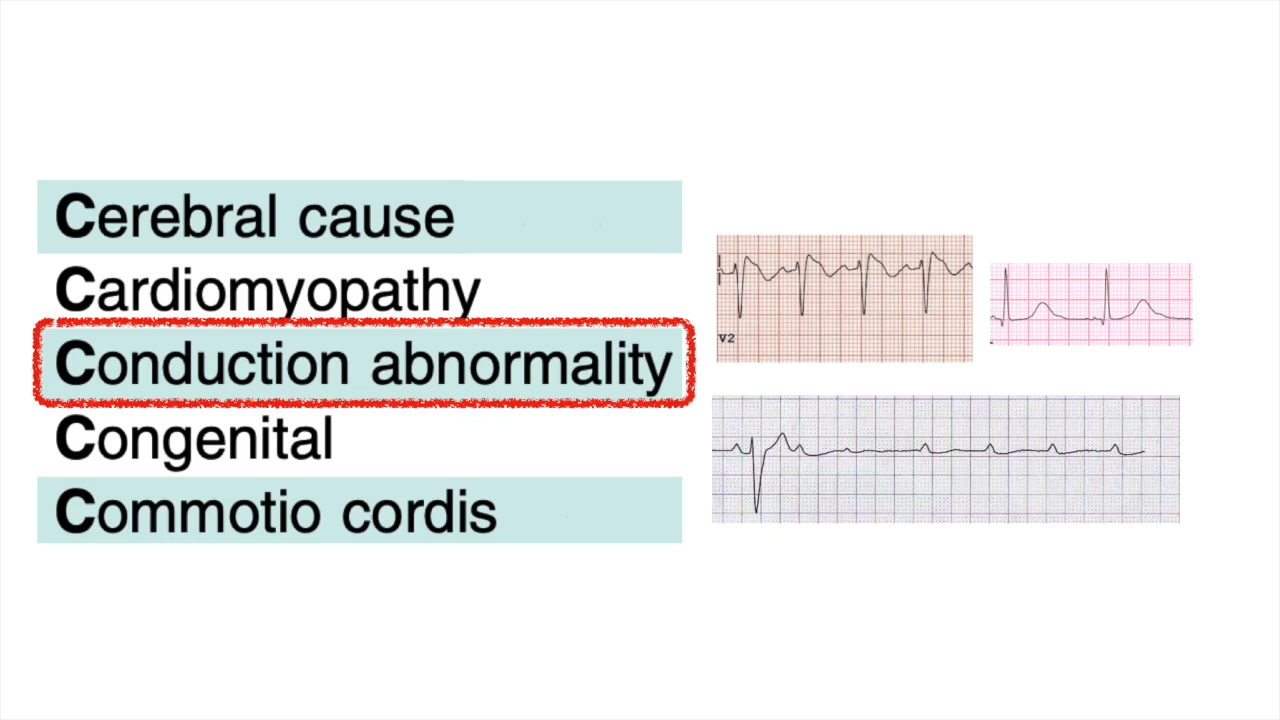 Cerebral cause
Cardiomyopathy
Conduction abnormality
Congenital
Commotio cordis
V2